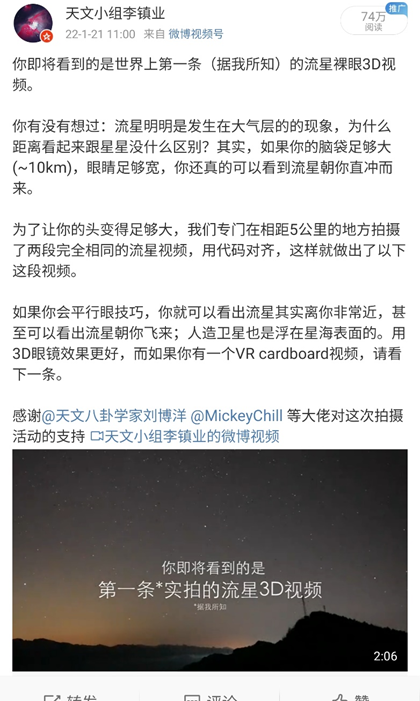 天文小组李镇业
推广
74万
阅读
22-1-21 11:00 来自 微博视频号
你即将看到的是世界上第一条（据我所知）的流星裸眼3D视
频。
你有没有想过：流星明明是发生在大气层的的现象，为什么
距离看起来跟星星没什么区别？其实，如果你的脑袋足够大
(~10km)，眼睛足够宽，你还真的可以看到流星朝你直冲而
来。
为了让你的头变得足够大，我们专门在相距5公里的地方拍摄
了两段完全相同的流星视频，用代码对齐，这样就做出了以下
这段视频。
如果你会平行眼技巧，你就可以看出流星其实离你非常近，甚
至可以看出流星朝你飞来；人造卫星也是浮在星海表面的。用
3D眼镜效果更好，而如果你有一个VR cardboard视频，请看
下一条。
感谢@天文八卦学家刘博洋 @MickeyChill 等大佬对这次拍摄
活动的支持 天文小组李镇业的微博视频
你即将看到的是
第一条*实拍的流星3D视频
*据我所知
2:06
转发 评论 赞